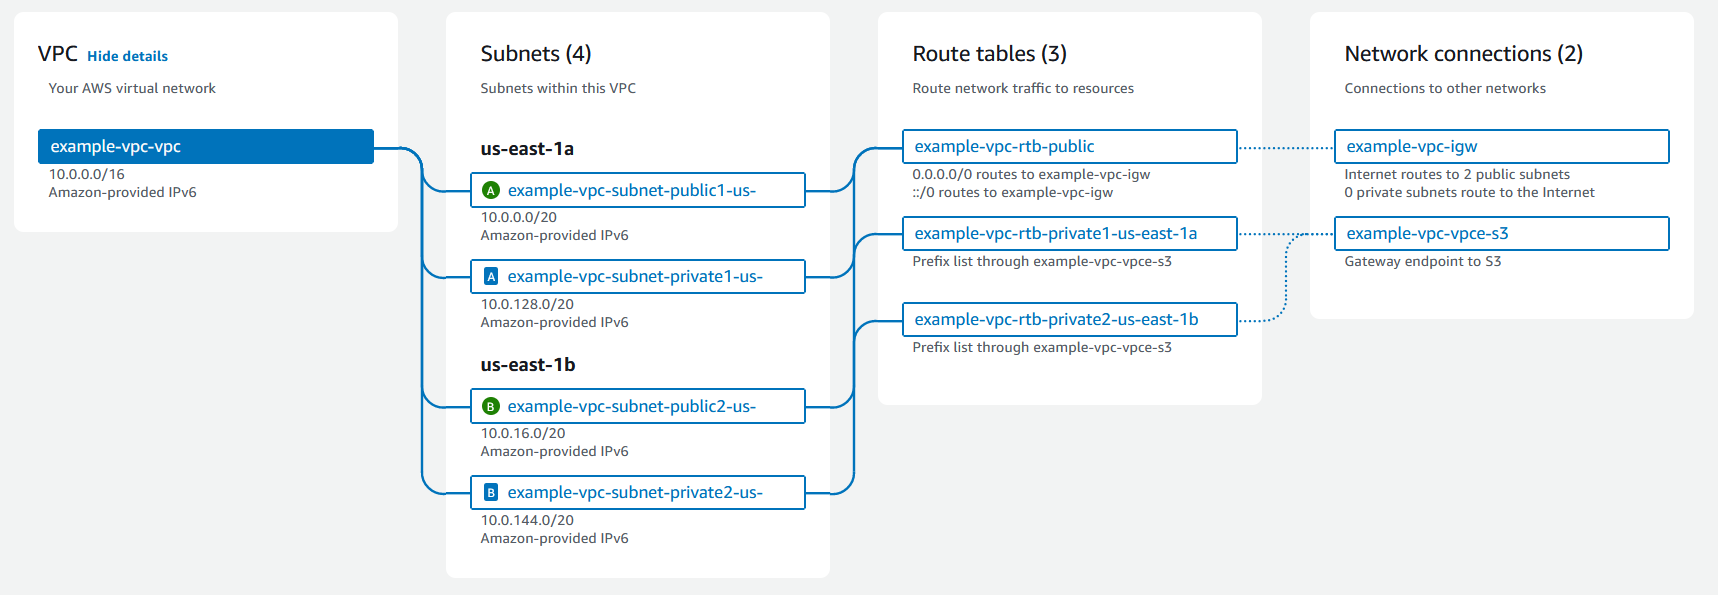 VPC Hide details
Your AWS virtual network
example-vpc-vpc
10.0.0.0/16
Amazon-provided IPv6
Subnets (4)
Subnets within this VPC
us-east-1a
A example-vpc-subnet-public1-us-
10.0.0.0/20
Amazon-provided IPv6
A example-vpc-subnet-private1-us-
10.0.128.0/20
Amazon-provided IPv6
us-east-1b
B example-vpc-subnet-public2-us-
10.0.16.0/20
Amazon-provided IPv6
B example-vpc-subnet-private2-us-
10.0.144.0/20
Amazon-provided IPv6
Route tables (3)
Route network traffic to resources
example-vpc-rtb-public
0.0.0.0/0 routes to example-vpc-igw
::/0 routes to example-vpc-igw
example-vpc-rtb-private1-us-east-1a
Prefix list through example-vpc-vpce-s3
example-vpc-rtb-private2-us-east-1b
Prefix list through example-vpc-vpce-s3
Network connections (2)
Connections to other networks
example-vpc-igw
Internet routes to 2 public subnets
0 private subnets route to the Internet
example-vpc-vpce-s3
Gateway endpoint to S3